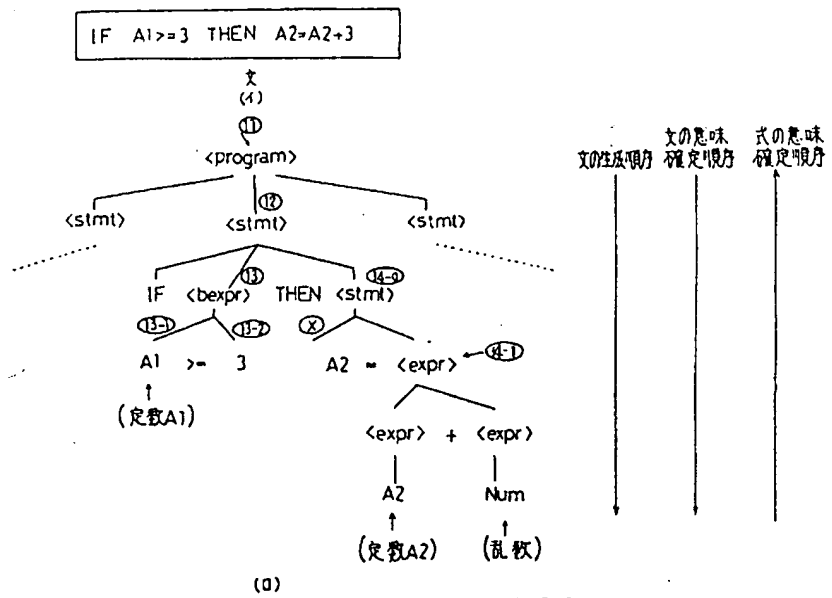 IF A1>=3 THEN A2=A2+3
文
(イ)
11
<program>
文の生成順序 文の意味確定順序 式の意味確定順序
12
<stmt> <stmt> <stmt>
13 14-0
IF <bexpr> THEN <stmt>
13-1 13-2 X 14-1
A1 >= 3 A2 = <expr>
(定数A1)
<expr> + <expr>
A2 Num
(定数A2) (乱数)
(ロ)